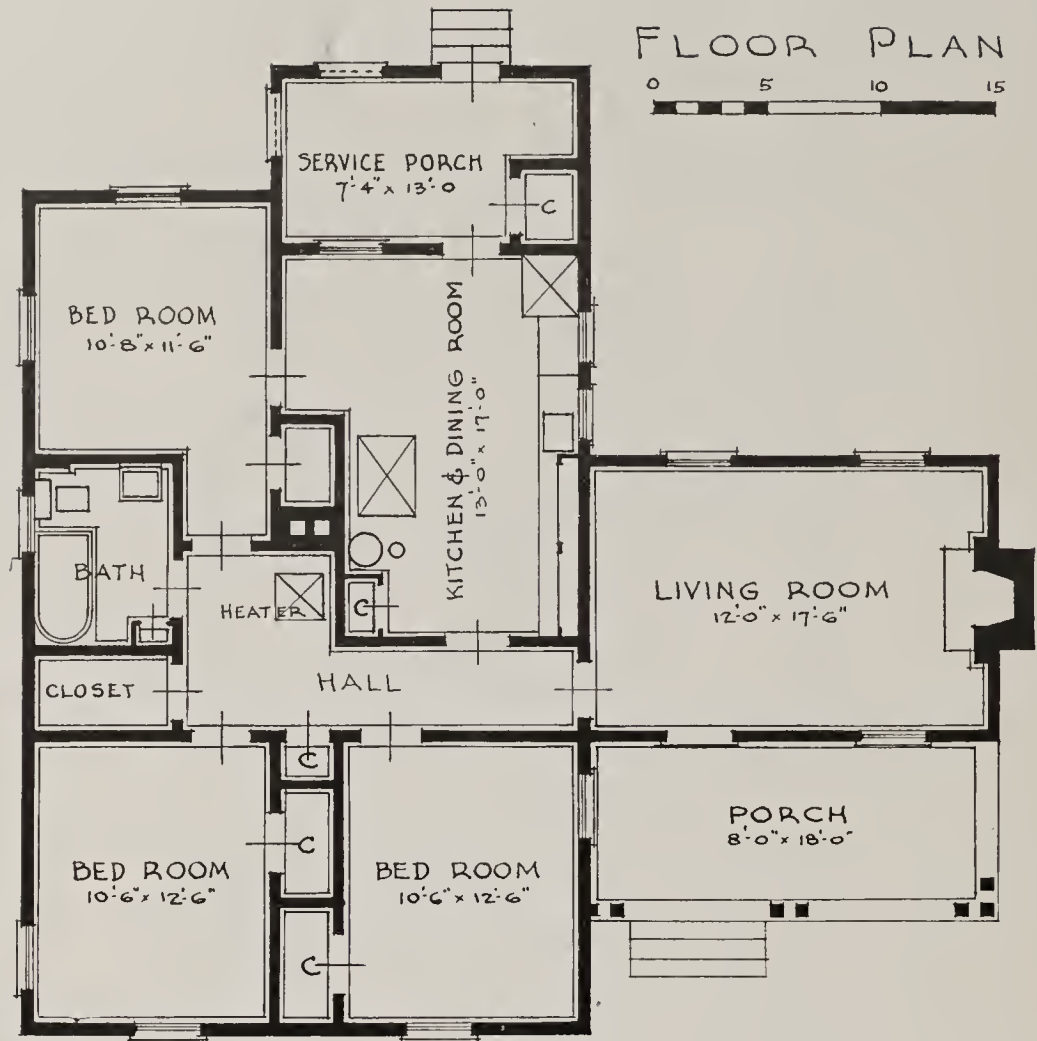 FLOOR PLAN
0 5 10 15
SERVICE PORCH
7'-4" x 13'-0
C
BED ROOM
10'-8" x 11'-6"
KITCHEN & DINING ROOM
13'-0" x 17'-0"
BATH
HEATER
C
LIVING ROOM
12'-0" x 17'-6"
CLOSET
HALL
C
PORCH
8'-0" x 18'-0"
C
BED ROOM
10'-6" x 12'-6"
BED ROOM
10'-6" x 12'-6"
C